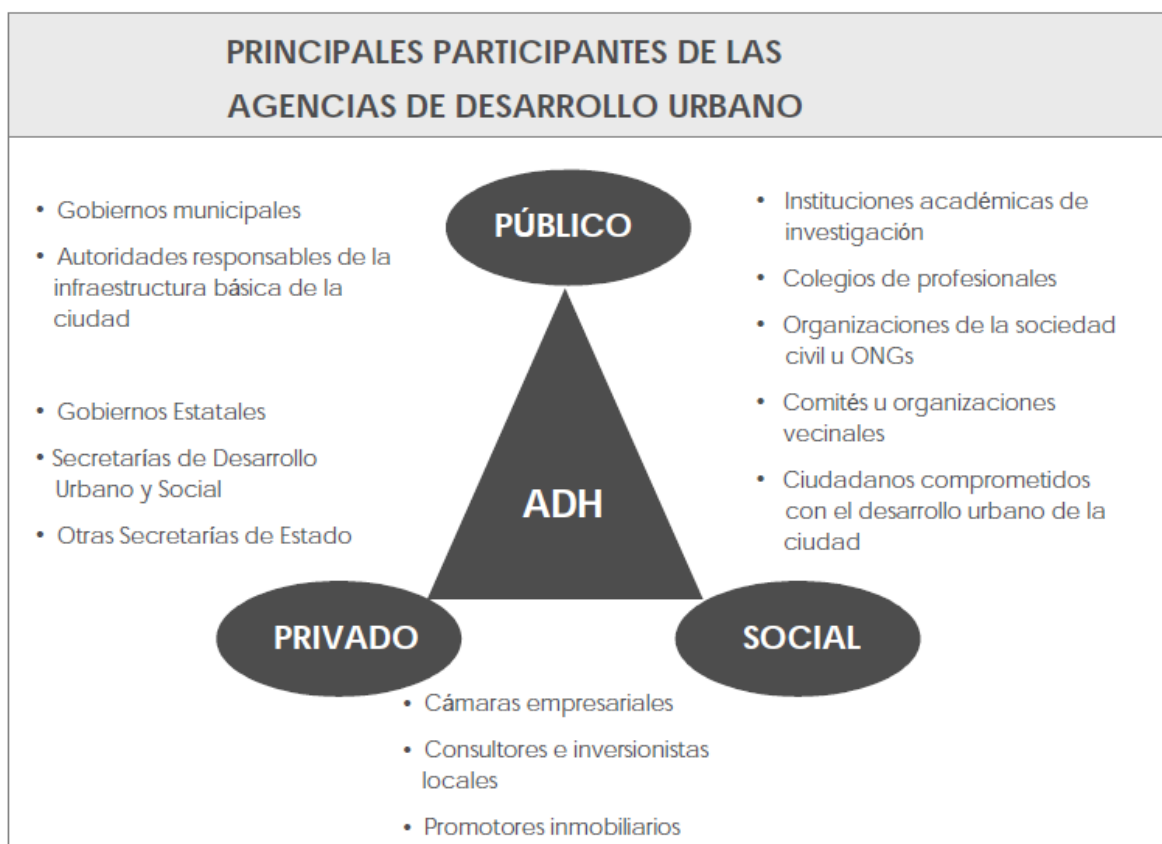 PRINCIPALES PARTICIPANTES DE LAS
AGENCIAS DE DESARROLLO URBANO
PÚBLICO
• Gobiernos municipales
• Autoridades responsables de la
infraestructura básica de la
ciudad
• Gobiernos Estatales
• Secretarías de Desarrollo
Urbano y Social
• Otras Secretarías de Estado
• Instituciones académicas de
investigación
• Colegios de profesionales
• Organizaciones de la sociedad
civil u ONGs
• Comités u organizaciones
vecinales
• Ciudadanos comprometidos
con el desarrollo urbano de la
ciudad
ADH
PRIVADO
SOCIAL
• Cámaras empresariales
• Consultores e inversionistas
locales
• Promotores inmobiliarios